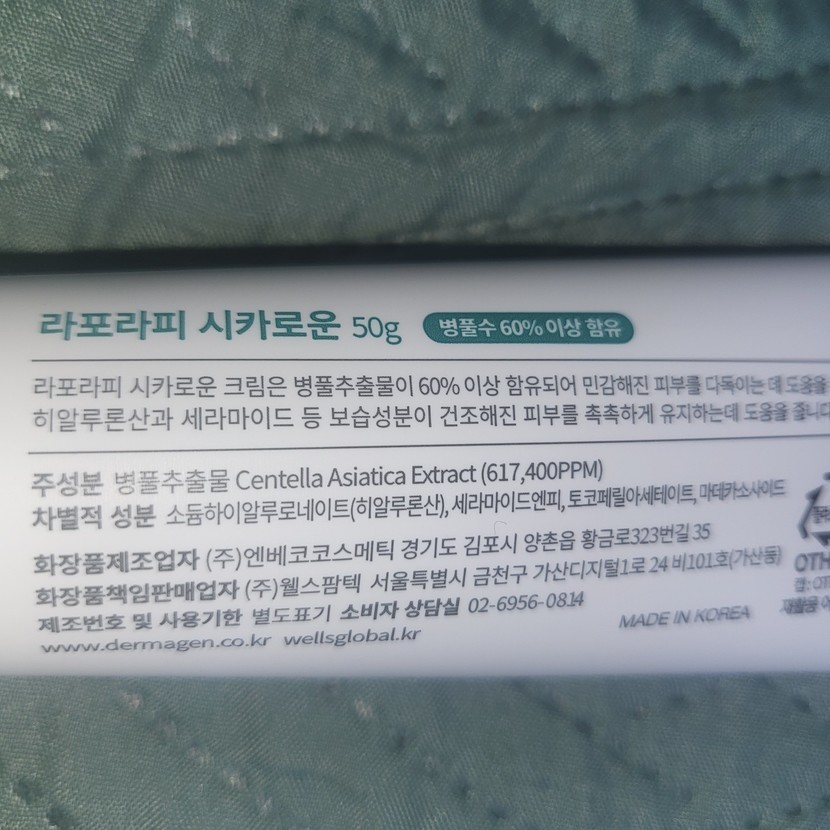 라포라피 시카로운 50g 병풀수 60% 이상 함유
라포라피 시카로운 크림은 병풀추출물이 60% 이상 함유되어 민감해진 피부를 다독이는 데 도움을
히알루론산과 세라마이드 등 보습성분이 건조해진 피부를 촉촉하게 유지하는데 도움을 줍니다
주성분 병풀추출물 Centella Asiatica Extract (617,400PPM)
차별적 성분 소듐하이알루로네이트(히알루론산), 세라마이드엔피, 토코페릴아세테이트, 마데카소사이드
화장품제조업자 (주)엔베코코스메틱 경기도 김포시 양촌읍 황금로323번길 35
화장품책임판매업자 (주)웰스팜텍 서울특별시 금천구 가산디지털1로 24 비101호(가산동)
제조번호 및 사용기한 별도표기 소비자 상담실 02-6956-0814
www.dermagen.co.kr wellsglobal.kr
MADE IN KOREA
OTH
캡: OT
재활용